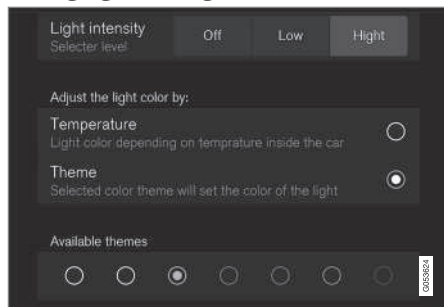 Light intensity
Selecter level
Off
Low
Hight
Adjust the light color by:
Temperature
Light color depending on temprature inside the car
Theme
Selected color theme will set the color of the light
Available themes
G053624